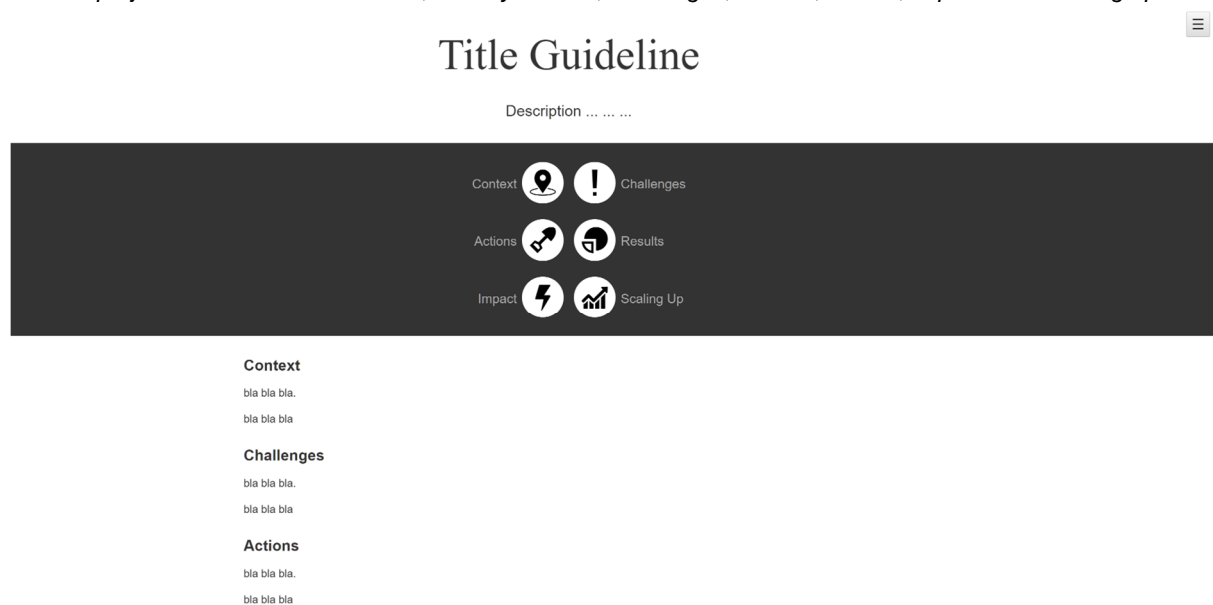 ☰
Title Guideline
Description ... ... ...
Context Challenges
Actions Results
Impact Scaling Up
Context
bla bla bla.
bla bla bla
Challenges
bla bla bla.
bla bla bla
Actions
bla bla bla.
bla bla bla